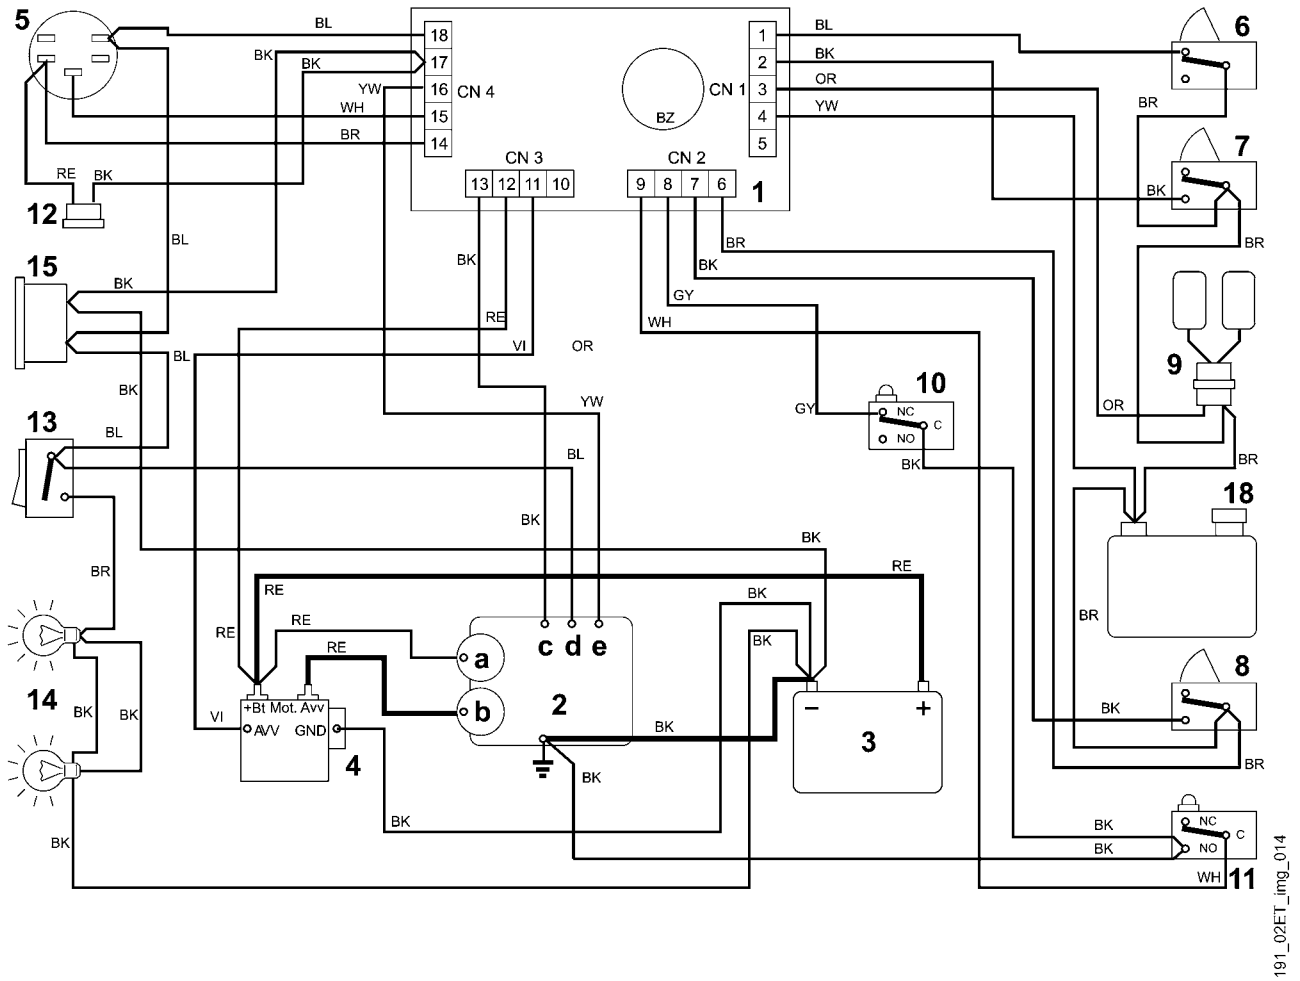 5
BL
18
1
BL
6
BK
BK
17
2
BK
YW
16
CN 4
CN 1
3
OR
BR
WH
15
BZ
4
YW
BR
14
5
7
CN 3
CN 2
RE
BK
13
12
11
10
9
8
7
6
1
BK
12
BL
BR
BR
15
BK
BK
BK
GY
RE
WH
BL
VI
OR
9
BK
10
YW
GY
NC
OR
13
C
NO
BL
BL
BK
BR
18
BK
BK
BR
RE
RE
BK
BR
RE
RE
BK
RE
c
d
e
a
8
14
BK
BK
VI
+Bt
Mot.
Avv
AVV
GND
b
2
BK
−
+
BK
3
4
BK
BR
BK
BK
NC
C
BK
BK
NO
WH
11
191_02ET_img_014